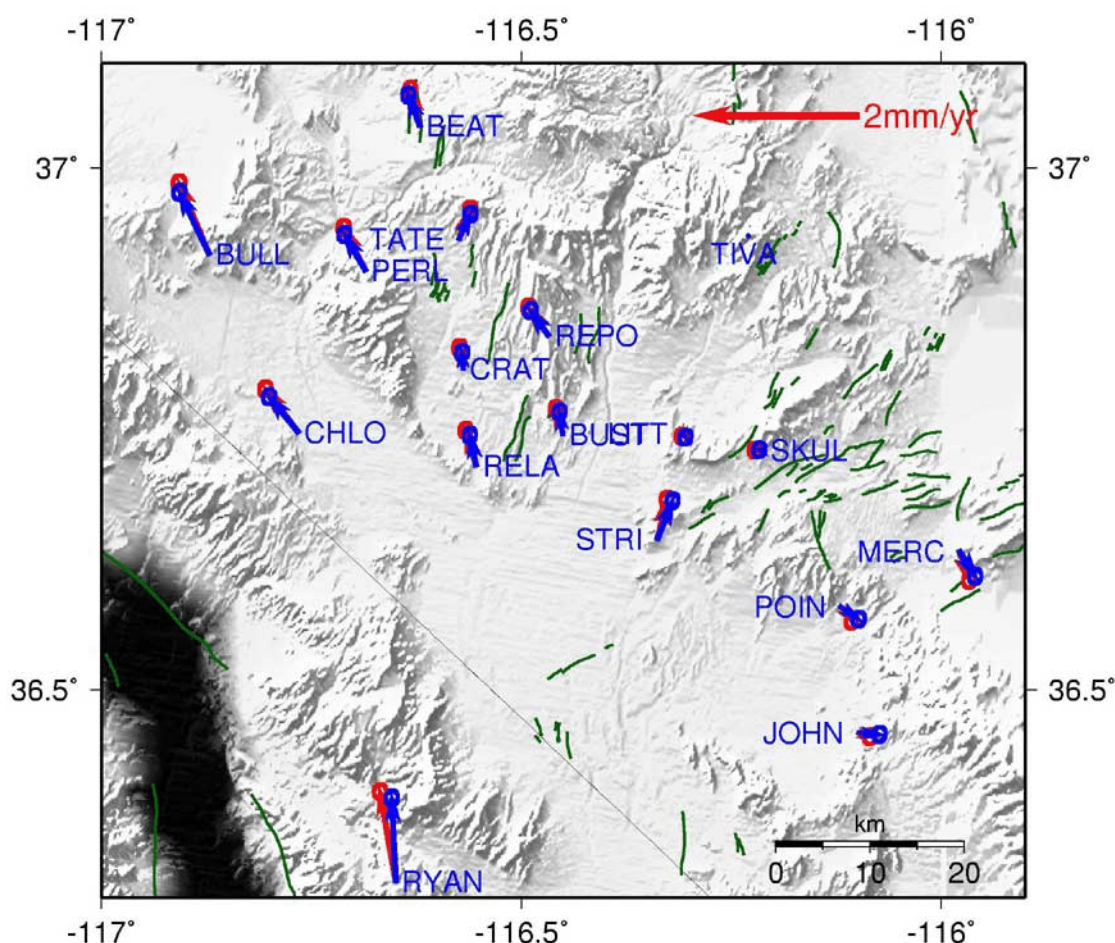 -117˚ -116.5˚ -116˚
2mm/yr
BEAT
37˚ 37˚
TATE TIVA
BULL PERL
REPO
CRAT
CHLO BUST LITT
RELA SKUL
STRI
MERC
POIN
36.5˚ 36.5˚
JOHN
km
0 10 20
RYAN
-117˚ -116.5˚ -116˚